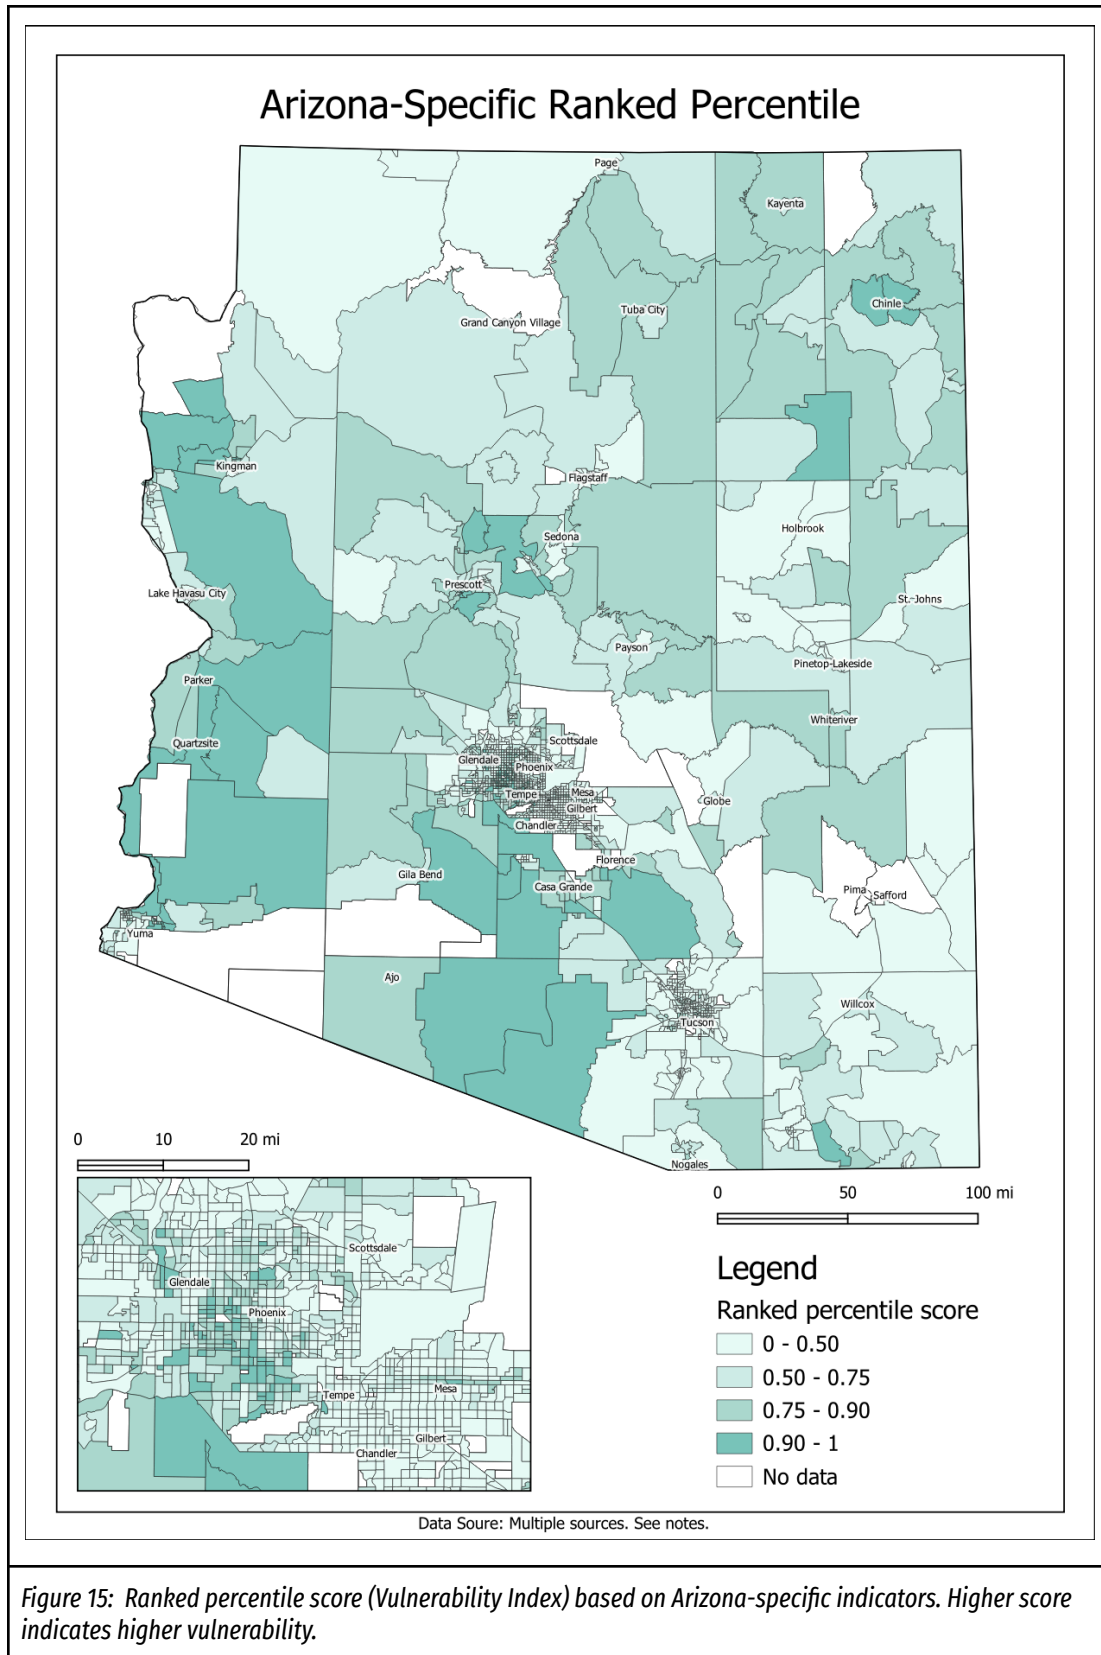 Arizona-Specific Ranked Percentile
Page
Kayenta
Chinle
Tuba City
Grand Canyon Village
Kingman
Flagstaff
Holbrook
Sedona
Prescott
Lake Havasu City
St. Johns
Payson
Pinetop-Lakeside
Parker
Whiteriver
Quartzsite
Scottsdale
Glendale
Phoenix
Tempe
Mesa
Gilbert
Globe
Chandler
Florence
Gila Bend
Casa Grande
Pima
Safford
Yuma
Ajo
Willcox
Tucson
Nogales
0 10 20 mi
0 50 100 mi
Scottsdale
Glendale
Phoenix
Tempe
Mesa
Gilbert
Chandler
Legend
Ranked percentile score
0 - 0.50
0.50 - 0.75
0.75 - 0.90
0.90 - 1
No data
Data Soure: Multiple sources. See notes.
Figure 15: Ranked percentile score (Vulnerability Index) based on Arizona-specific indicators. Higher score
indicates higher vulnerability.